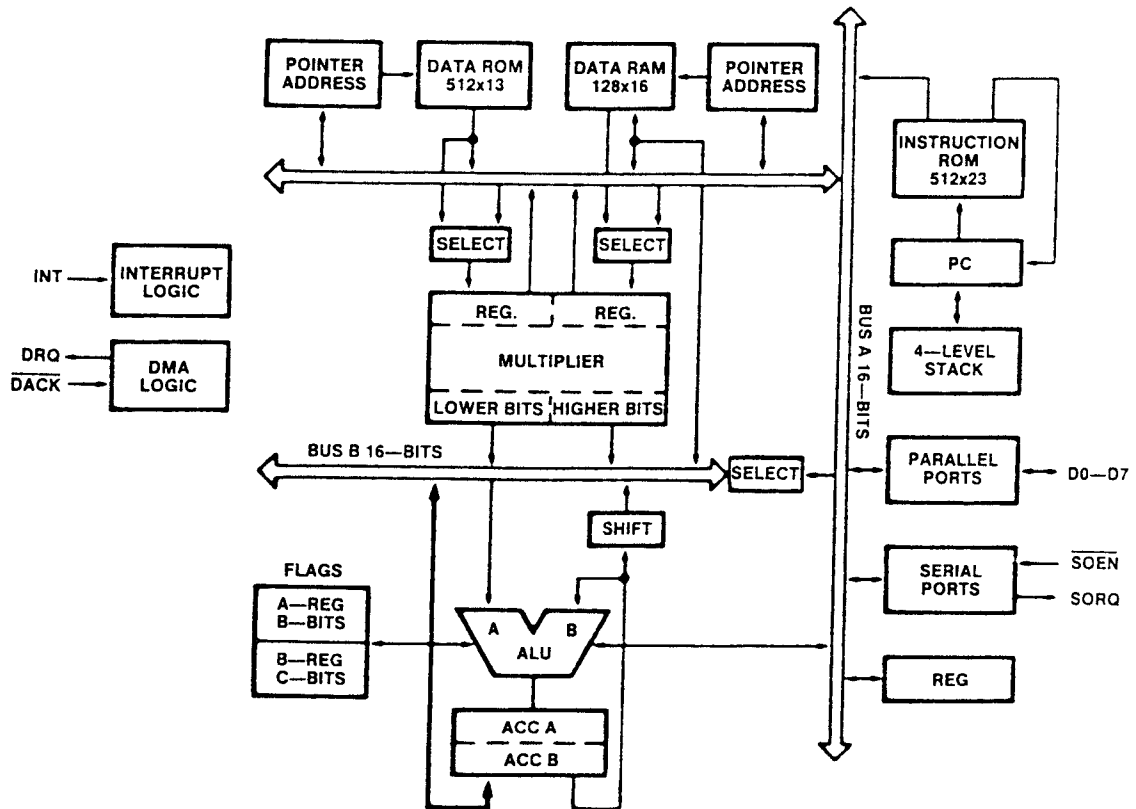 POINTER
ADDRESS
DATA ROM
512x13
DATA RAM
128x16
POINTER
ADDRESS
INSTRUCTION
ROM
512x23
SELECT
SELECT
PC
INT
INTERRUPT
LOGIC
REG.
REG.
MULTIPLIER
LOWER BITS
HIGHER BITS
DRQ
DACK
DMA
LOGIC
4—LEVEL
STACK
BUS A 16—BITS
BUS B 16—BITS
SELECT
PARALLEL
PORTS
D0—D7
SHIFT
FLAGS
A—REG
B—BITS
B—REG
C—BITS
A
B
ALU
SERIAL
PORTS
SOEN
SORQ
REG
ACC A
ACC B